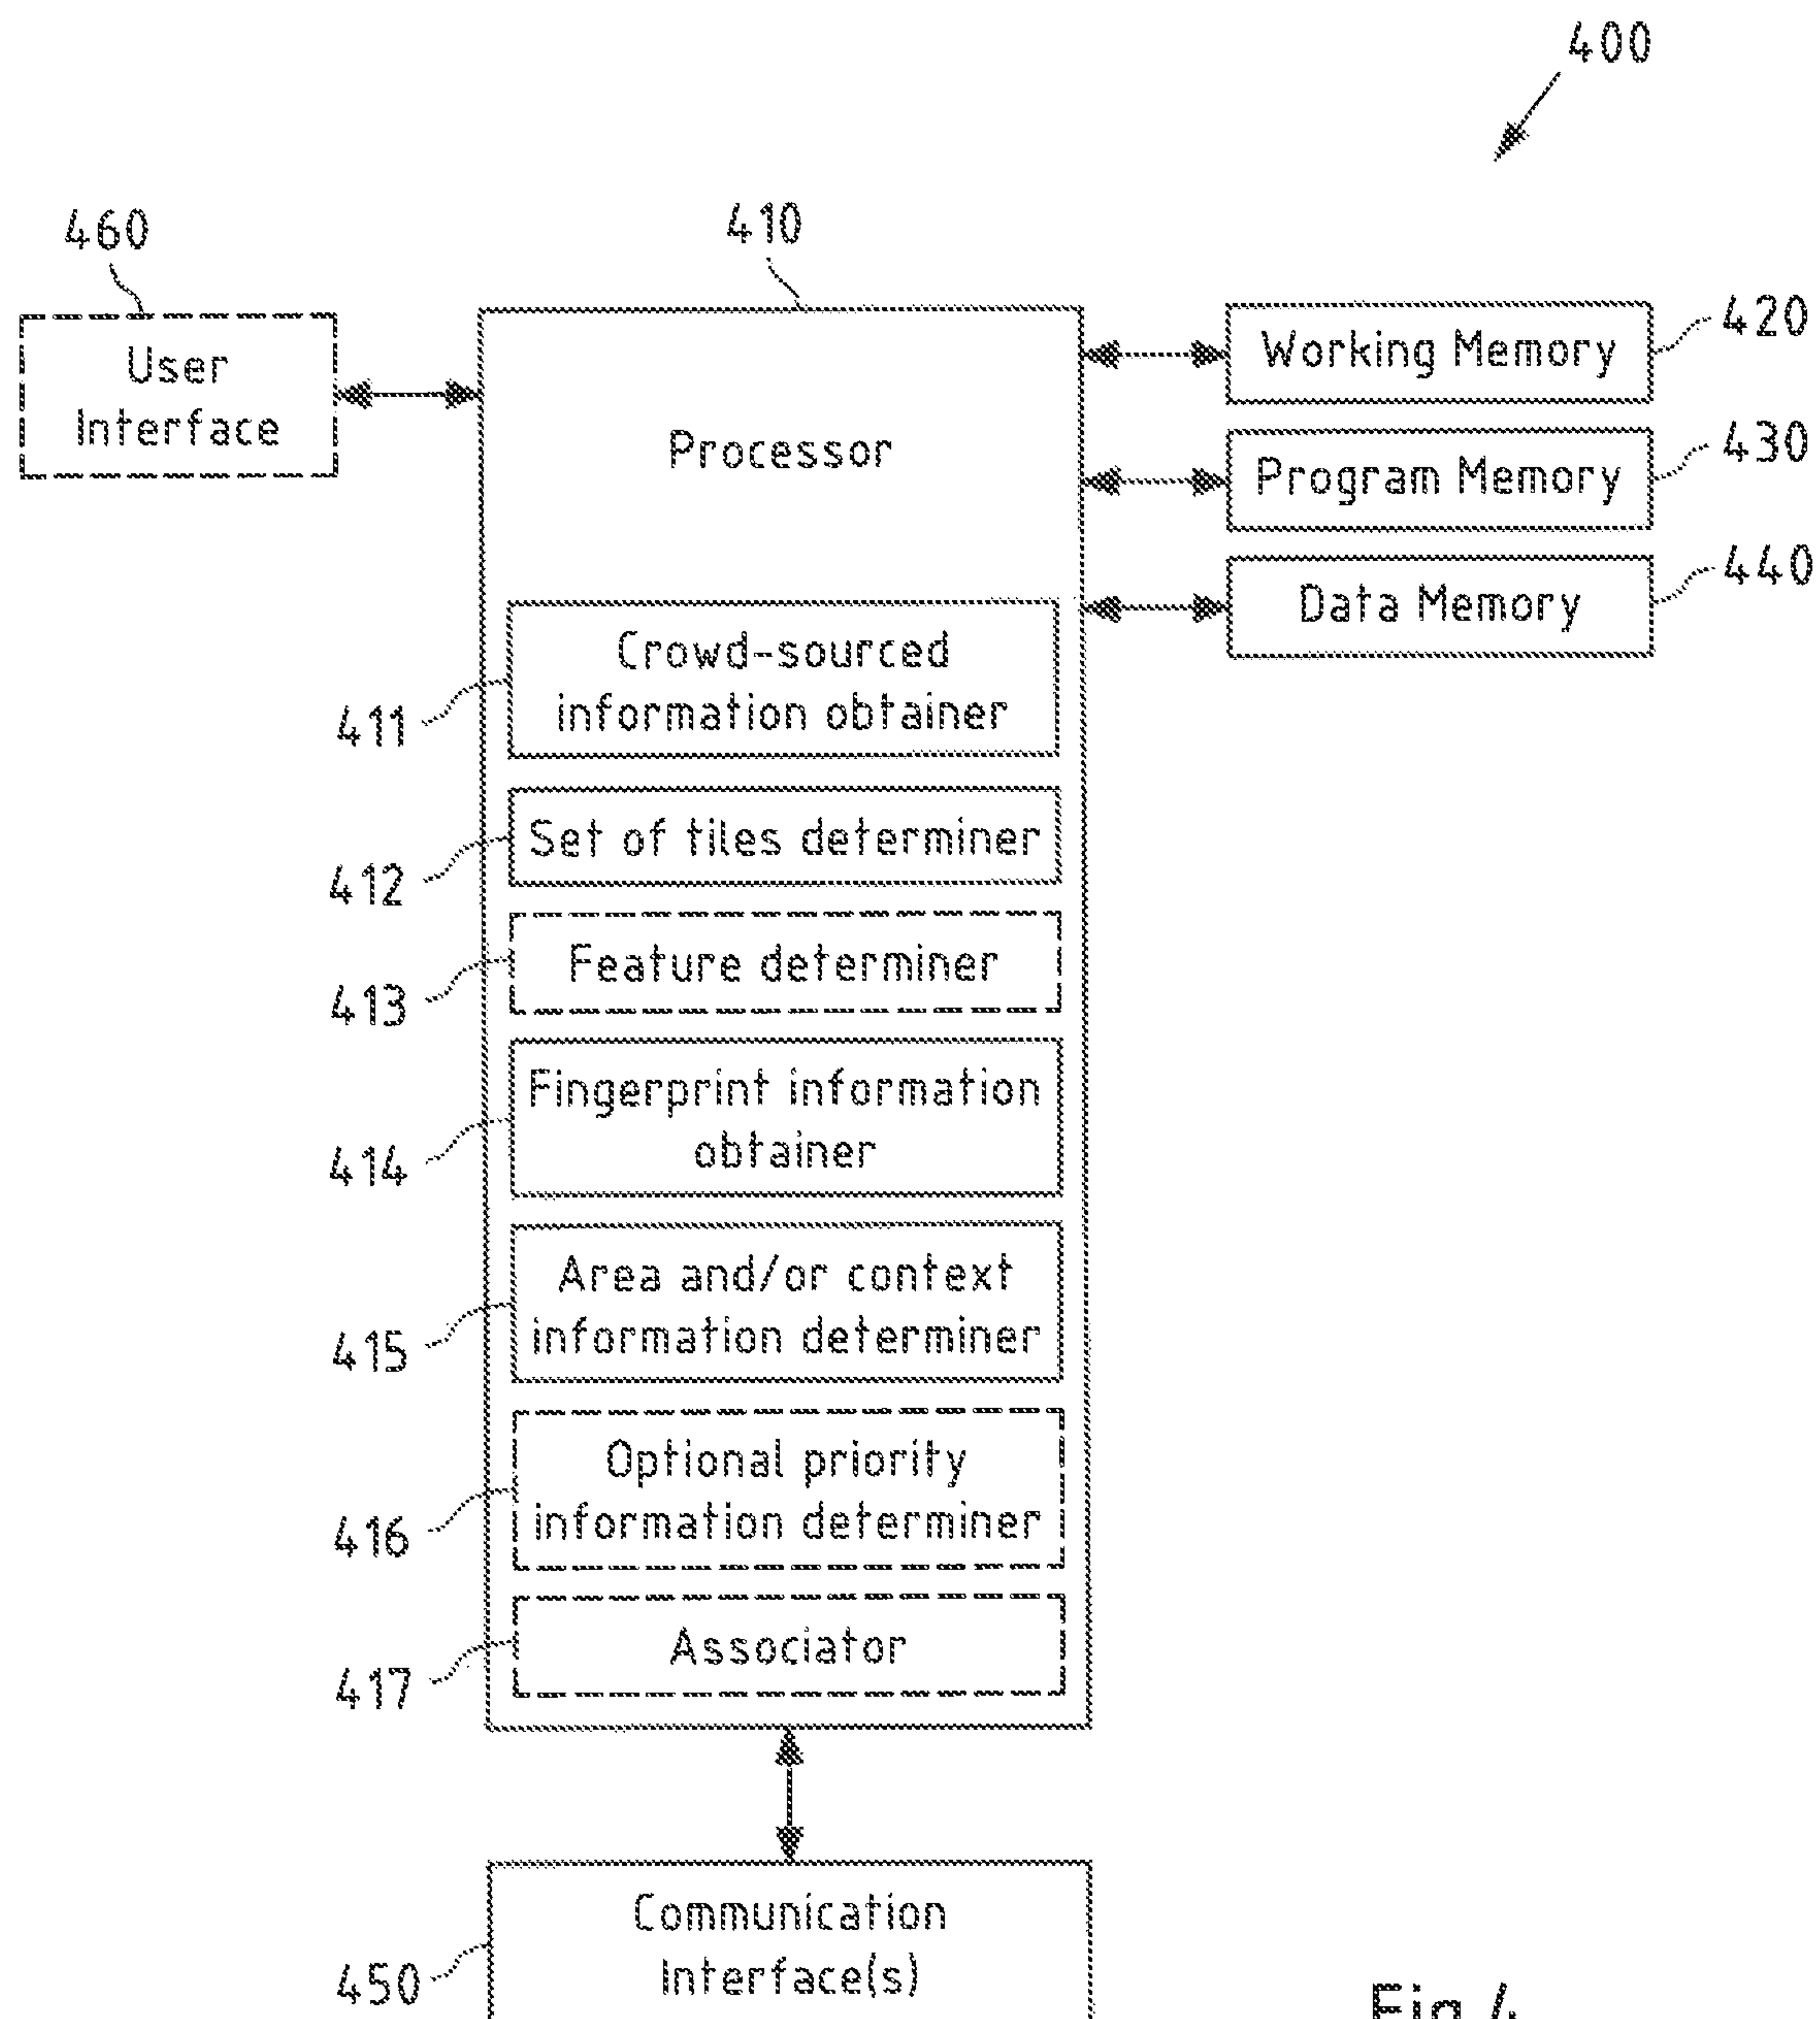 400
460
410
User
Interface
Processor
Working Memory
420
Program Memory
430
Data Memory
440
Crowd-sourced
information obtainer
411
Set of tiles determiner
412
Feature determiner
413
Fingerprint information
obtainer
414
Area and/or context
information determiner
415
Optional priority
information determiner
416
Associator
417
Communication
Interface(s)
450
Fig.4